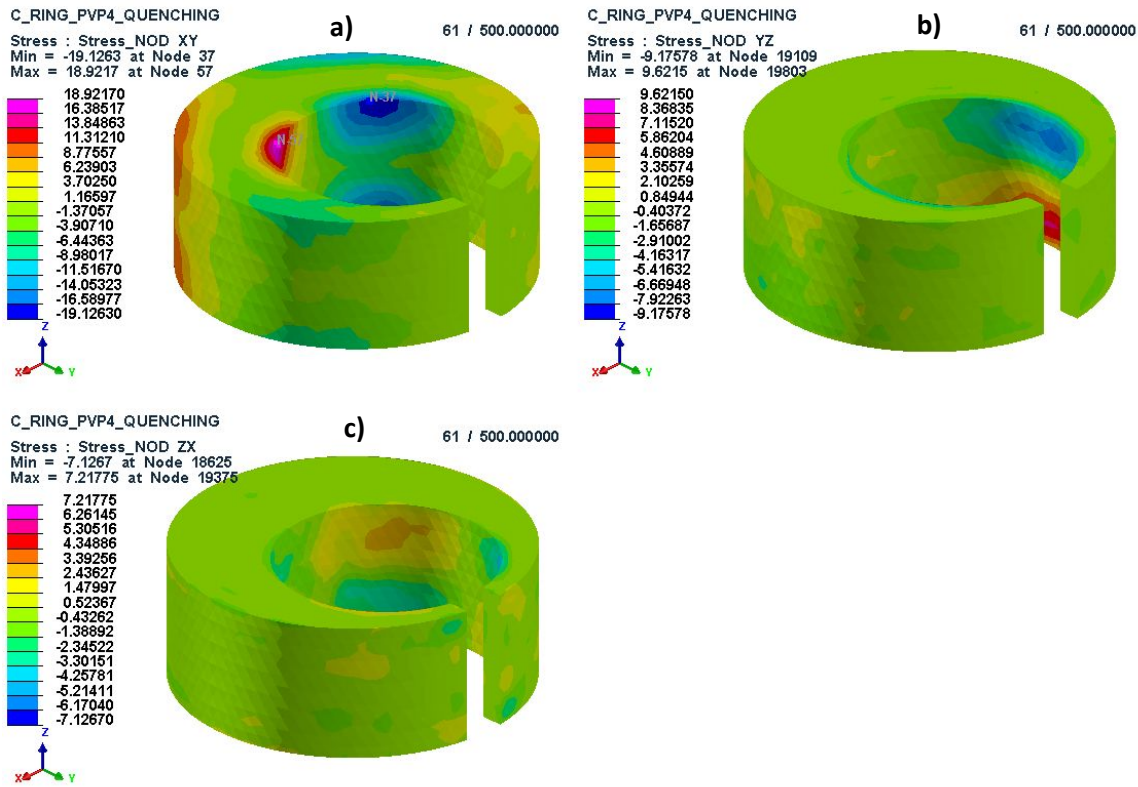 C_RING_PVP4_QUENCHING
a)
61 / 500.000000
Stress : Stress_NOD XY
Min = -19.1263 at Node 37
Max = 18.9217 at Node 57
18.92170
16.38517
13.84863
11.31210
8.77557
6.23903
3.70250
1.16597
-1.37057
-3.90710
-6.44363
-8.98017
-11.51670
-14.05323
-16.58977
-19.12630
N 37
Z
X
Y
C_RING_PVP4_QUENCHING
b)
61 / 500.000000
Stress : Stress_NOD YZ
Min = -9.17578 at Node 19109
Max = 9.6215 at Node 19803
9.62150
8.36835
7.11520
5.86204
4.60889
3.35574
2.10259
0.84944
-0.40372
-1.65687
-2.91002
-4.16317
-5.41632
-6.66948
-7.92263
-9.17578
Z
X
Y
C_RING_PVP4_QUENCHING
c)
61 / 500.000000
Stress : Stress_NOD ZX
Min = -7.1267 at Node 18625
Max = 7.21775 at Node 19375
7.21775
6.26145
5.30516
4.34886
3.39256
2.43627
1.47997
0.52367
-0.43262
-1.38892
-2.34522
-3.30151
-4.25781
-5.21411
-6.17040
-7.12670
Z
X
Y